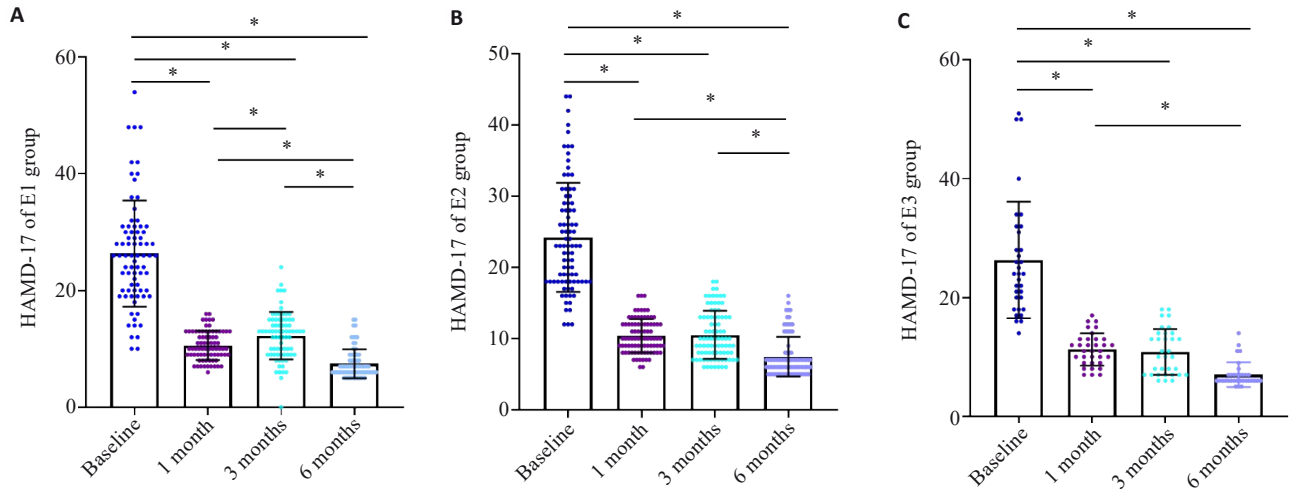 A
HAMD-17 of E1 group
60
40
20
0
*
*
*
*
*
*
Baseline
1 month
3 months
6 months
B
HAMD-17 of E2 group
50
40
30
20
10
0
*
*
*
*
*
Baseline
1 month
3 months
6 months
C
HAMD-17 of E3 group
60
40
20
0
*
*
*
*
Baseline
1 month
3 months
6 months